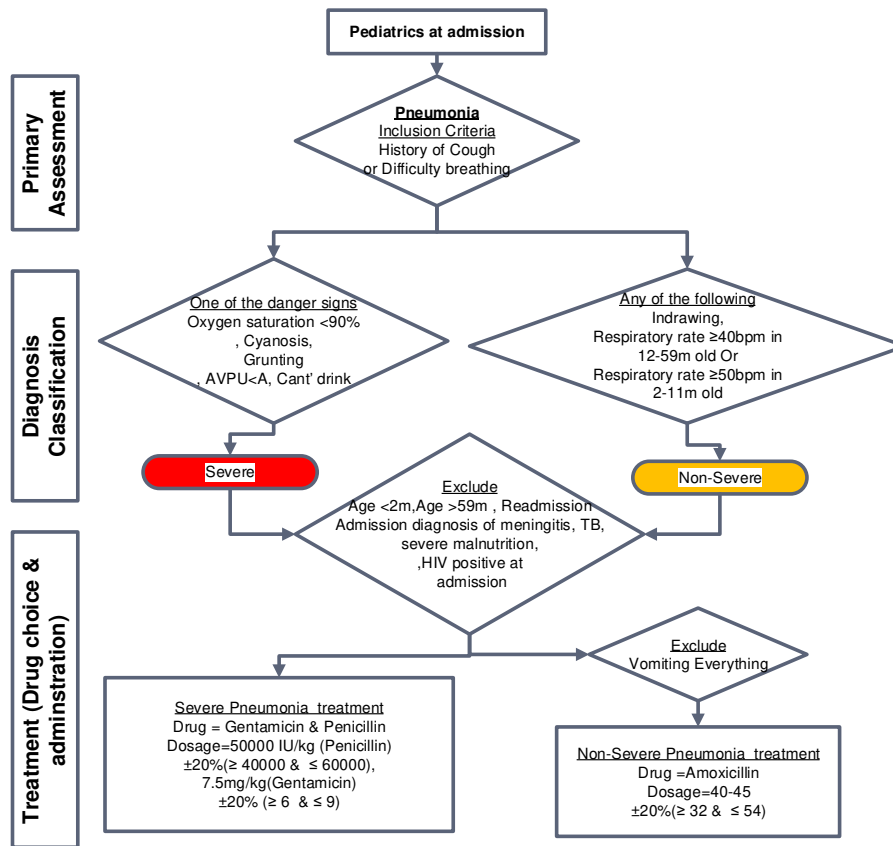 Pediatrics at admission
Primary
Assessment
Pneumonia
Inclusion Criteria
History of Cough
or Difficulty breathing
Diagnosis
Classification
One of the danger signs
Oxygen saturation <90%
, Cyanosis,
Grunting
, AVPU<A, Cant' drink
Any of the following
Indrawing,
Respiratory rate ≥40bpm in
12-59m old Or
Respiratory rate ≥50bpm in
2-11m old
Severe
Non-Severe
Exclude
Age <2m,Age >59m , Readmission
Admission diagnosis of meningitis, TB,
severe malnutrition,
,HIV positive at
admission
Treatment (Drug choice &
adminstration)
Exclude
Vomiting Everything
Severe Pneumonia treatment
Drug = Gentamicin & Penicillin
Dosage=50000 IU/kg (Penicillin)
±20%(≥ 40000 & ≤ 60000),
7.5mg/kg(Gentamicin)
±20% (≥ 6 & ≤ 9)
Non-Severe Pneumonia treatment
Drug =Amoxicillin
Dosage=40-45
±20%(≥ 32 & ≤ 54)